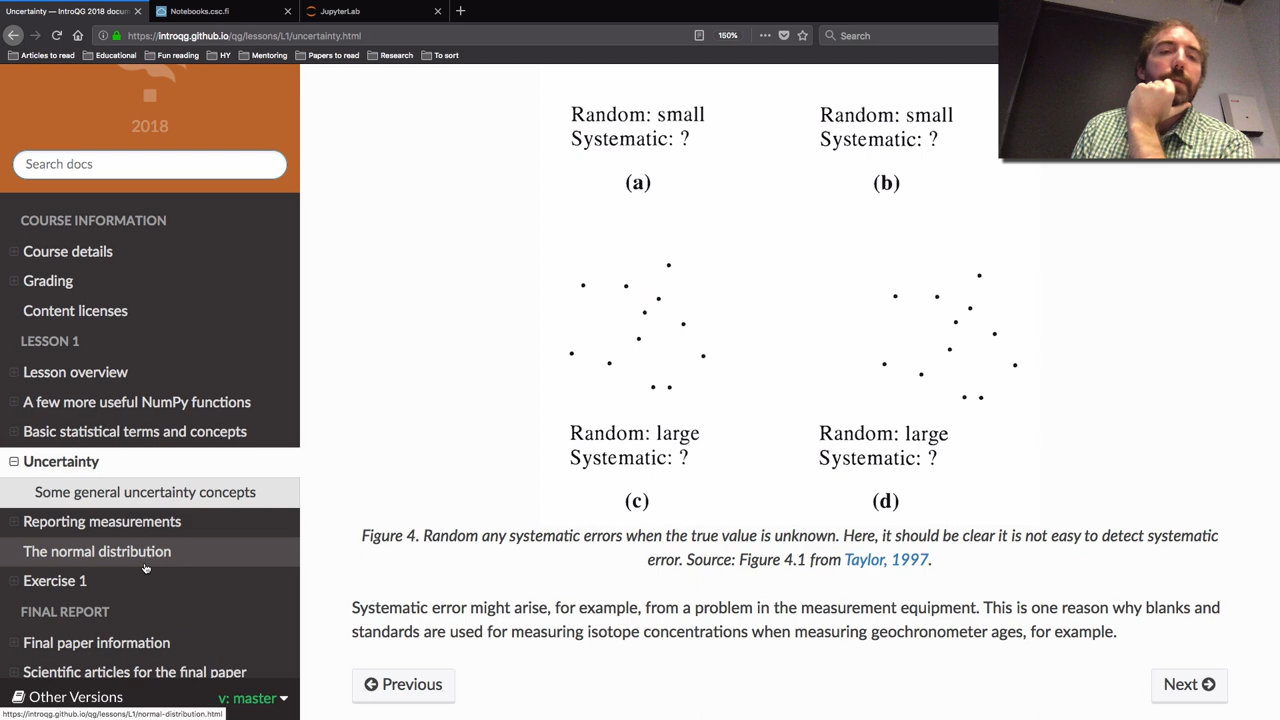 Uncertainty — IntroQG 2018 docum
Notebooks.csc.fi
JupyterLab
https://introqg.github.io/qg/lessons/L1/uncertainty.html
150%
Search
Articles to read
Educational
Fun reading
HY
Mentoring
Papers to read
Research
To sort
2018
Search docs
COURSE INFORMATION
Course details
Grading
Content licenses
LESSON 1
Lesson overview
A few more useful NumPy functions
Basic statistical terms and concepts
Uncertainty
Some general uncertainty concepts
Reporting measurements
The normal distribution
Exercise 1
FINAL REPORT
Final paper information
Scientific articles for the final paper
Other Versions
v: master
https://introqg.github.io/qg/lessons/L1/normal-distribution.html
Random: small
Systematic: ?
(a)
Random: small
Systematic: ?
(b)
Random: large
Systematic: ?
(c)
Random: large
Systematic: ?
(d)
Figure 4. Random any systematic errors when the true value is unknown. Here, it should be clear it is not easy to detect systematic
error. Source: Figure 4.1 from Taylor, 1997.
Systematic error might arise, for example, from a problem in the measurement equipment. This is one reason why blanks and
standards are used for measuring isotope concentrations when measuring geochronometer ages, for example.
Previous
Next